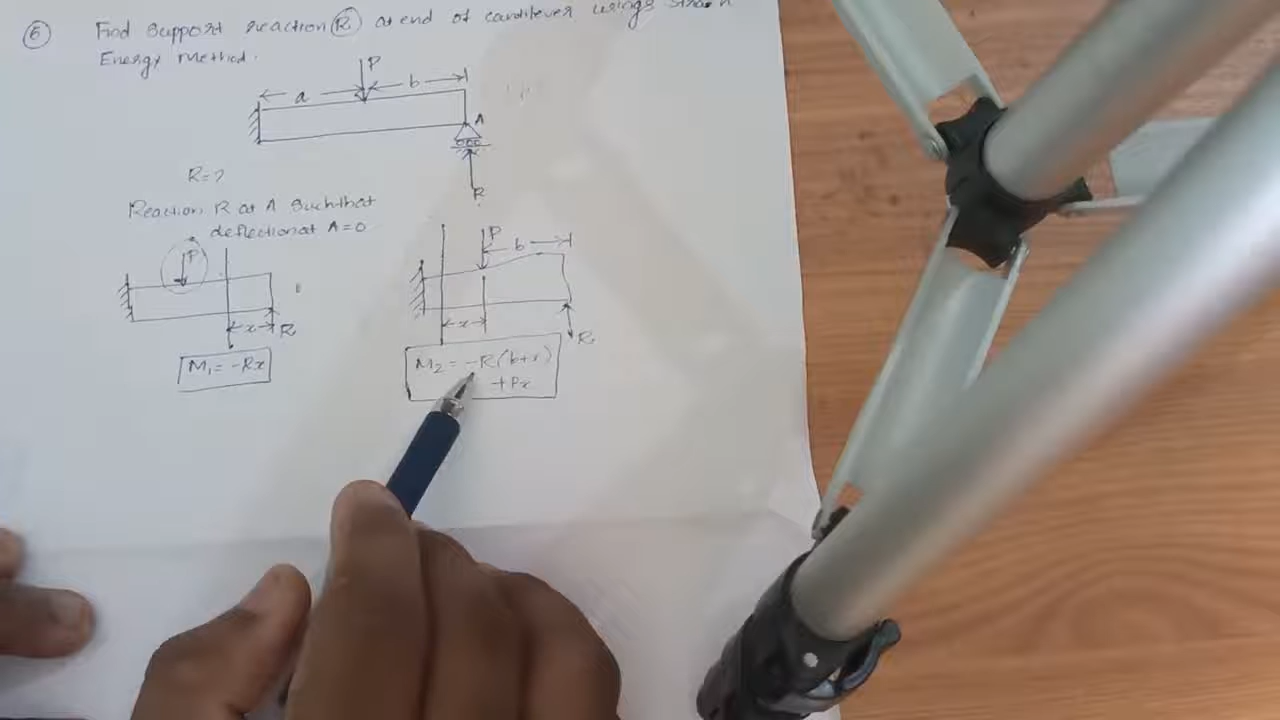 ⑥ Find support reaction (R) at end of cantilever using strain
Energy Method.
P
a
b
A
R
R=?
Reaction R at A such that
deflection at A=0
P
x
R
M₁ = -Rx
P
b
x
R
M₂ = -R(b+x)
+Px